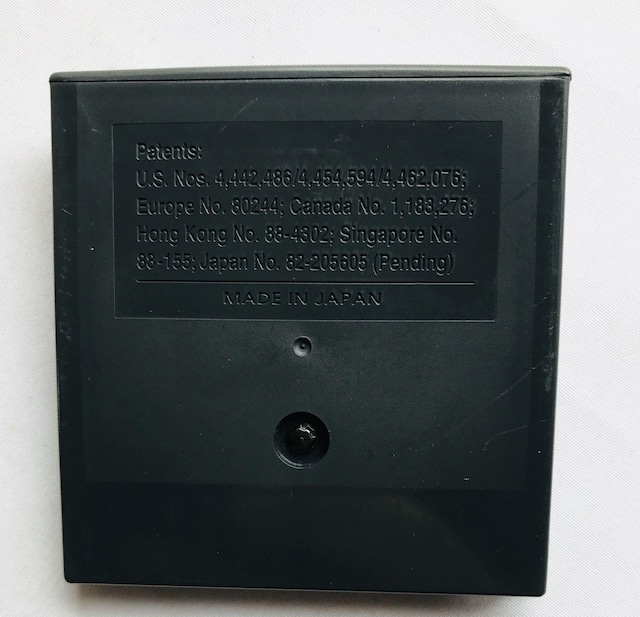 Patents:
U.S. Nos. 4,442,486/4,454,594/4,462,076;
Europe No. 80244; Canada No. 1,183,276;
Hong Kong No. 88-4302; Singapore No.
88-155; Japan No. 82-205605 (Pending)
MADE IN JAPAN